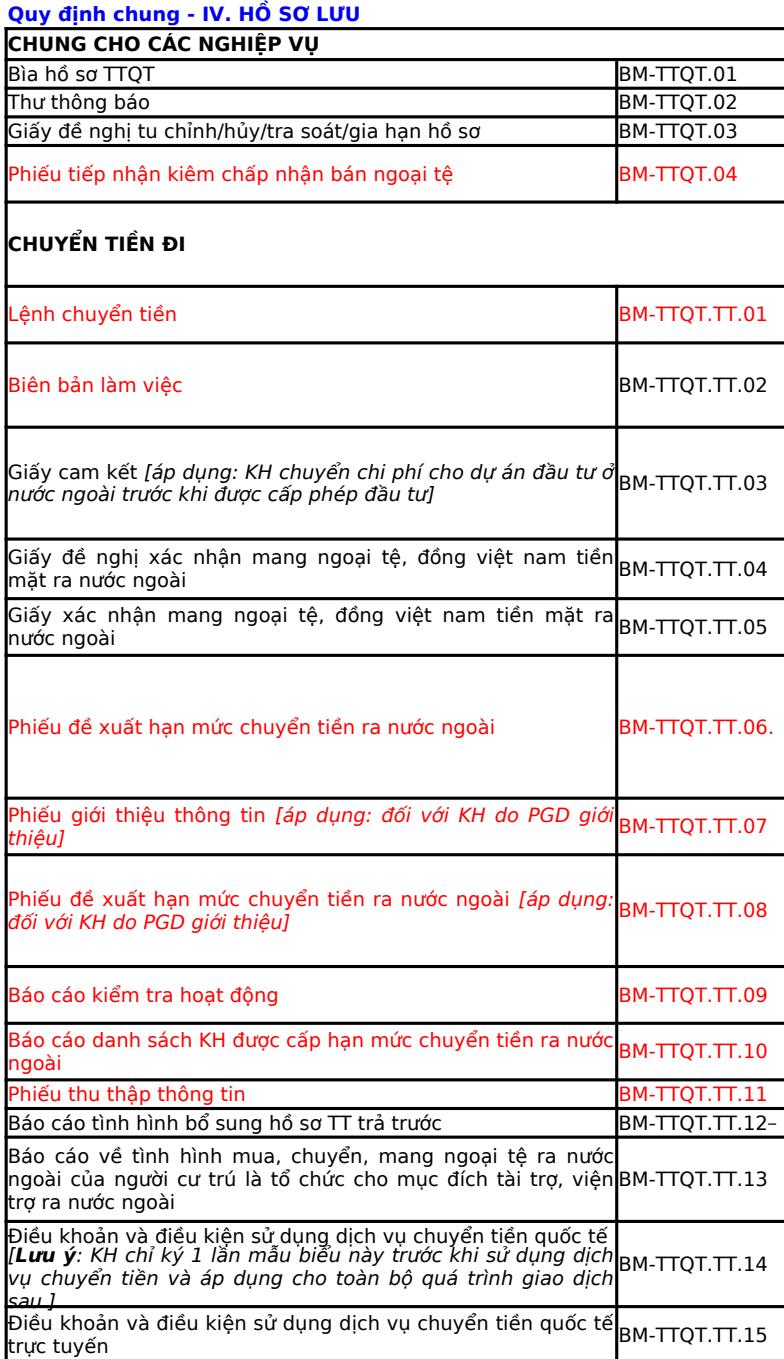 Quy định chung - IV. HỒ SƠ LƯU
CHUNG CHO CÁC NGHIỆP VỤ
Bìa hồ sơ TTQT BM-TTQT.01
Thư thông báo BM-TTQT.02
Giấy đề nghị tu chỉnh/hủy/tra soát/gia hạn hồ sơ BM-TTQT.03
Phiếu tiếp nhận kiêm chấp nhận bán ngoại tệ BM-TTQT.04
CHUYỂN TIỀN ĐI
Lệnh chuyển tiền BM-TTQT.TT.01
Biên bản làm việc BM-TTQT.TT.02
Giấy cam kết [áp dụng: KH chuyển chi phí cho dự án đầu tư ở
nước ngoài trước khi được cấp phép đầu tư] BM-TTQT.TT.03
Giấy đề nghị xác nhận mang ngoại tệ, đồng việt nam tiền
mặt ra nước ngoài BM-TTQT.TT.04
Giấy xác nhận mang ngoại tệ, đồng việt nam tiền mặt ra
nước ngoài BM-TTQT.TT.05
Phiếu đề xuất hạn mức chuyển tiền ra nước ngoài BM-TTQT.TT.06.
Phiếu giới thiệu thông tin [áp dụng: đối với KH do PGD giới
thiệu] BM-TTQT.TT.07
Phiếu đề xuất hạn mức chuyển tiền ra nước ngoài [áp dụng:
đối với KH do PGD giới thiệu] BM-TTQT.TT.08
Báo cáo kiểm tra hoạt động BM-TTQT.TT.09
Báo cáo danh sách KH được cấp hạn mức chuyển tiền ra nước
ngoài BM-TTQT.TT.10
Phiếu thu thập thông tin BM-TTQT.TT.11
Báo cáo tình hình bổ sung hồ sơ TT trả trước BM-TTQT.TT.12–
Báo cáo về tình hình mua, chuyển, mang ngoại tệ ra nước
ngoài của người cư trú là tổ chức cho mục đích tài trợ, viện BM-TTQT.TT.13
trợ ra nước ngoài
Điều khoản và điều kiện sử dụng dịch vụ chuyển tiền quốc tế
[Lưu ý: KH chỉ ký 1 lần mẫu biểu này trước khi sử dụng dịch BM-TTQT.TT.14
vụ chuyển tiền và áp dụng cho toàn bộ quá trình giao dịch
sau.]
Điều khoản và điều kiện sử dụng dịch vụ chuyển tiền quốc tế
trực tuyến BM-TTQT.TT.15